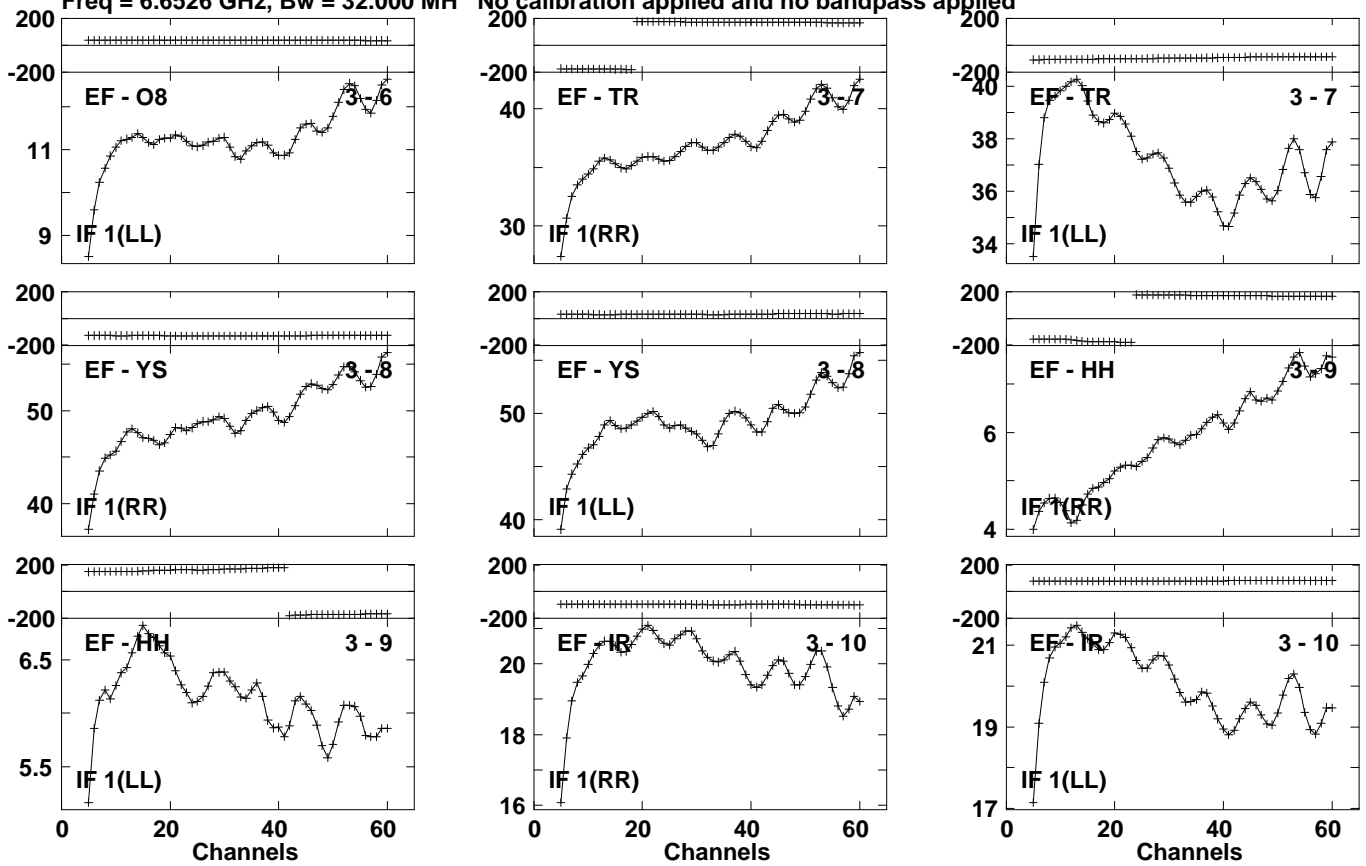 Freq = 6.6526 GHz, Bw = 32.000 MH No calibration applied and no bandpass applied
200
-200
EF - O8
3 - 6
11
9
IF 1(LL)
200
-200
EF - TR
3 - 7
40
30
IF 1(RR)
200
-200
EF - TR
3 - 7
40
38
36
34
IF 1(LL)
200
-200
EF - YS
3 - 8
50
40
IF 1(RR)
200
-200
EF - YS
3 - 8
50
40
IF 1(LL)
200
-200
EF - HH
3 - 9
6
4
IF 1(RR)
200
-200
EF - HH
3 - 9
6.5
5.5
IF 1(LL)
0 20 40 60
Channels
200
-200
EF - IR
3 - 10
20
18
16
IF 1(RR)
0 20 40 60
Channels
200
-200
EF - IR
3 - 10
21
19
17
IF 1(LL)
0 20 40 60
Channels